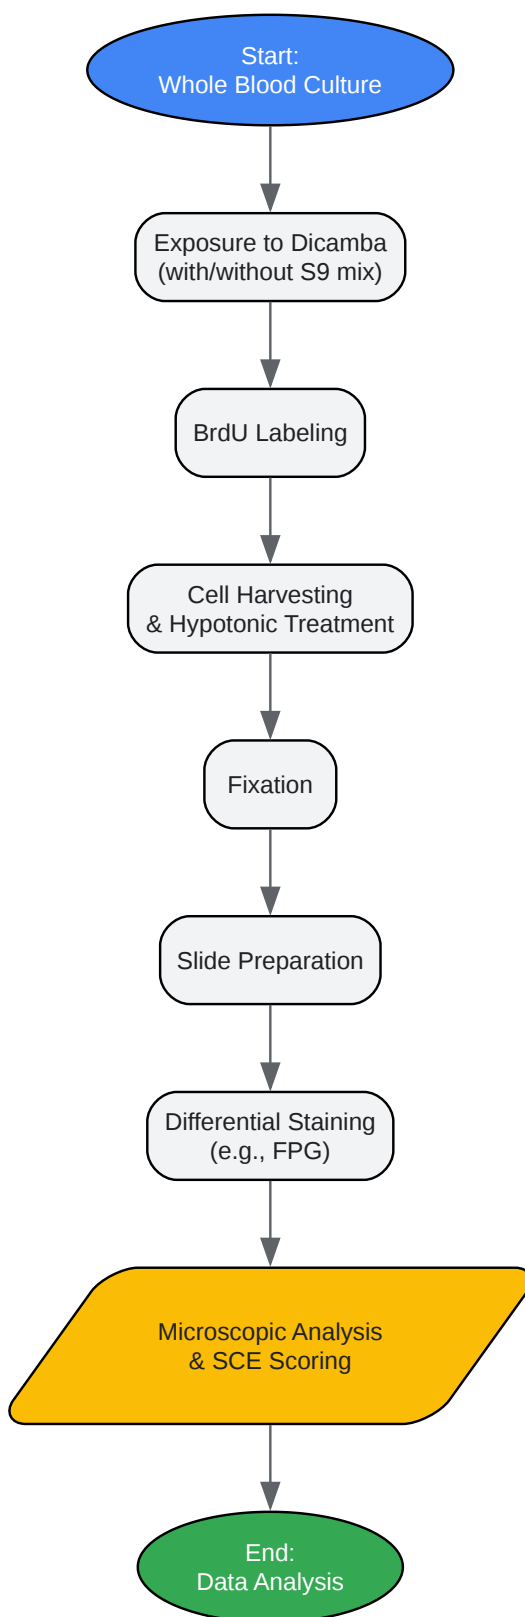 Start:
Whole Blood Culture
Exposure to Dicamba
(with/without S9 mix)
BrdU Labeling
Cell Harvesting
& Hypotonic Treatment
Fixation
Slide Preparation
Differential Staining
(e.g., FPG)
Microscopic Analysis
& SCE Scoring
End:
Data Analysis